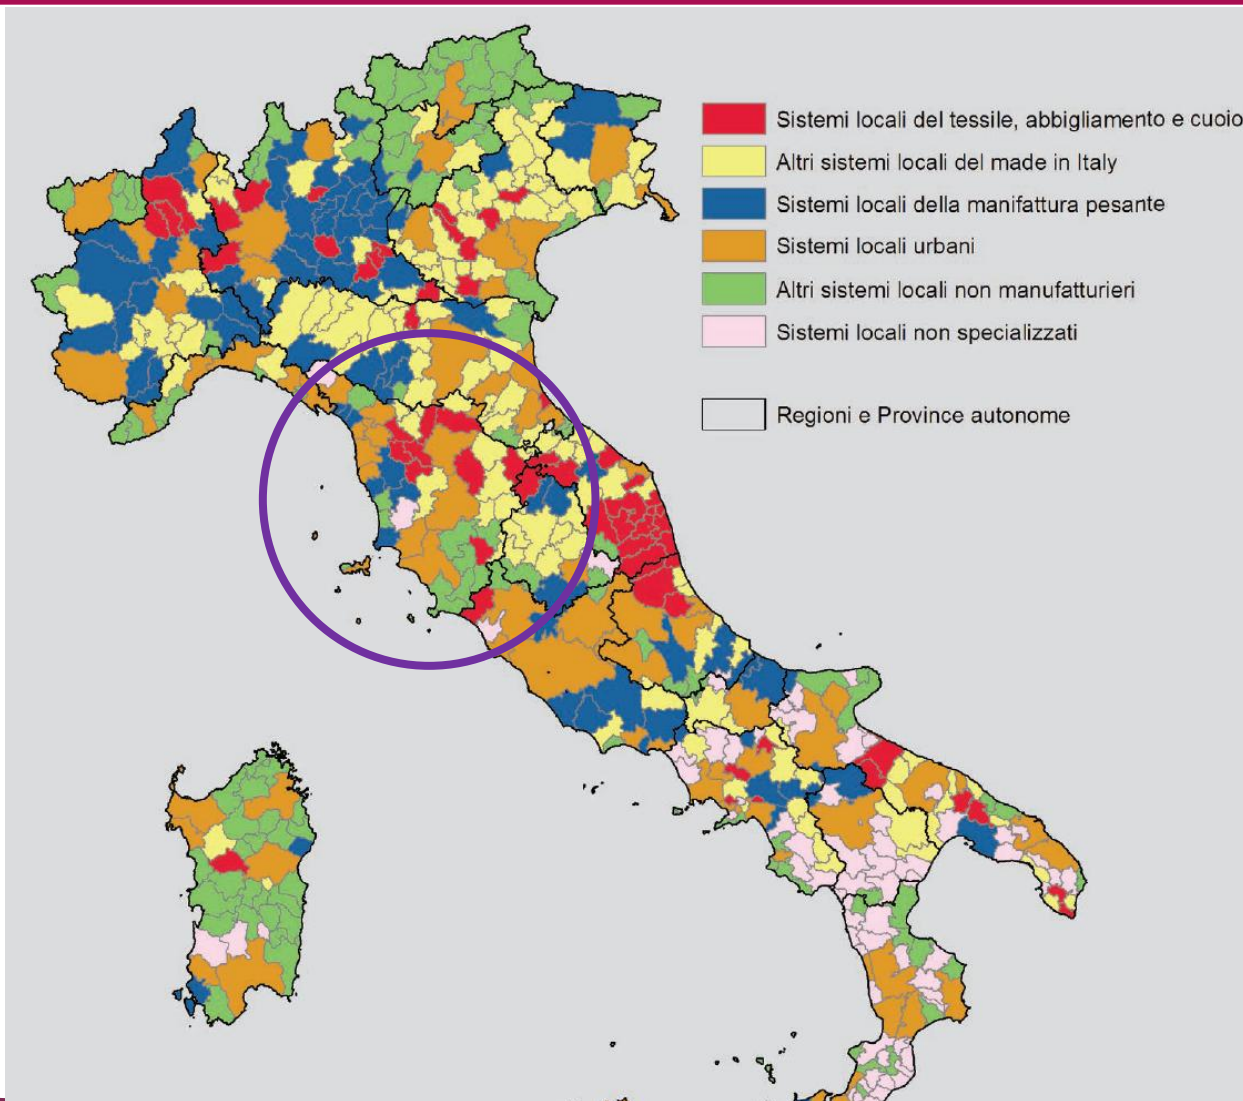 Sistemi locali del tessile, abbigliamento e cuoio
Altri sistemi locali del made in Italy
Sistemi locali della manifattura pesante
Sistemi locali urbani
Altri sistemi locali non manufatturieri
Sistemi locali non specializzati
Regioni e Province autonome